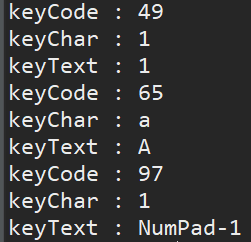 keyCode : 49
keyChar : 1
keyText : 1
keyCode : 65
keyChar : a
keyText : A
keyCode : 97
keyChar : 1
keyText : NumPad-1